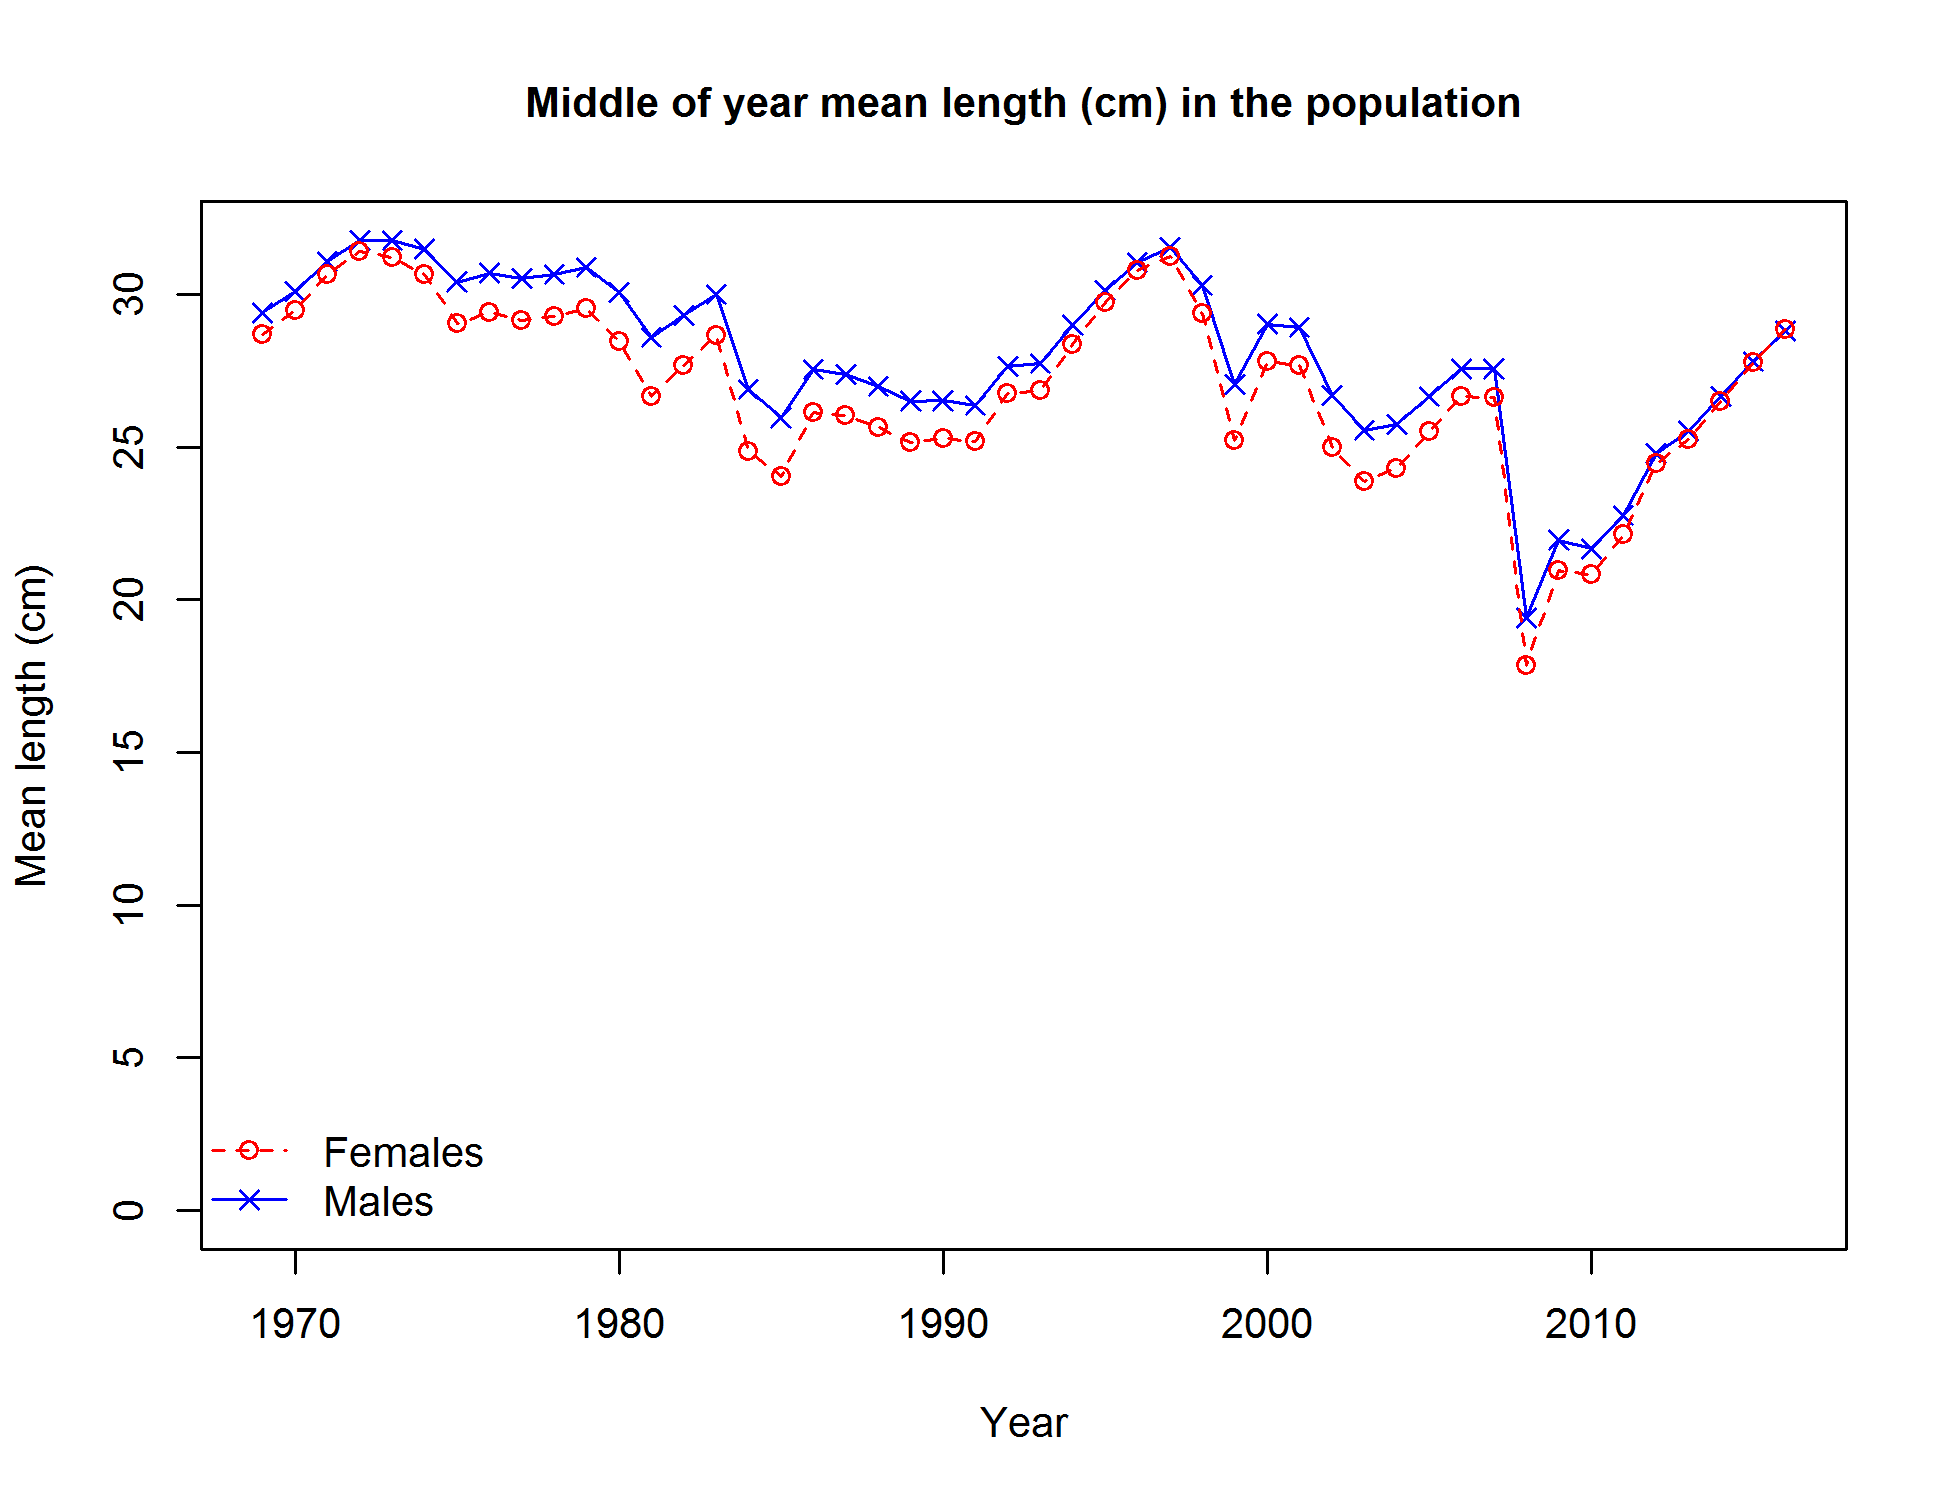 Middle of year mean length (cm) in the population
Mean length (cm)
30
25
20
15
10
5
0
Females
Males
1970 1980 1990 2000 2010
Year